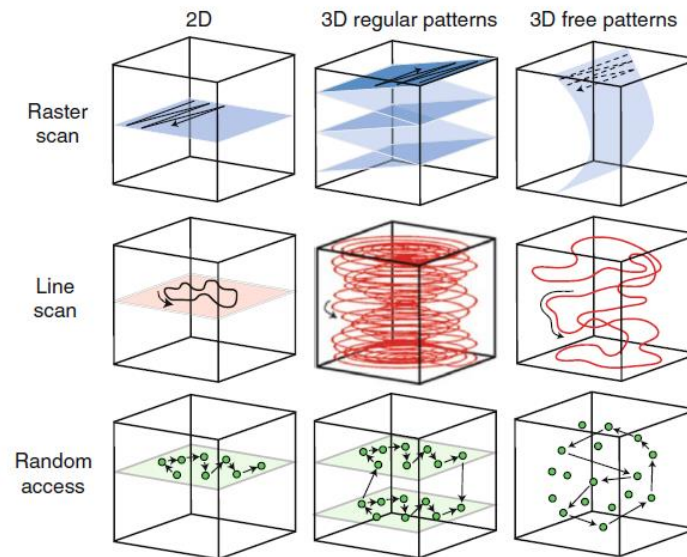 2D
3D regular patterns
3D free patterns
Raster
scan
Line
scan
Random
access